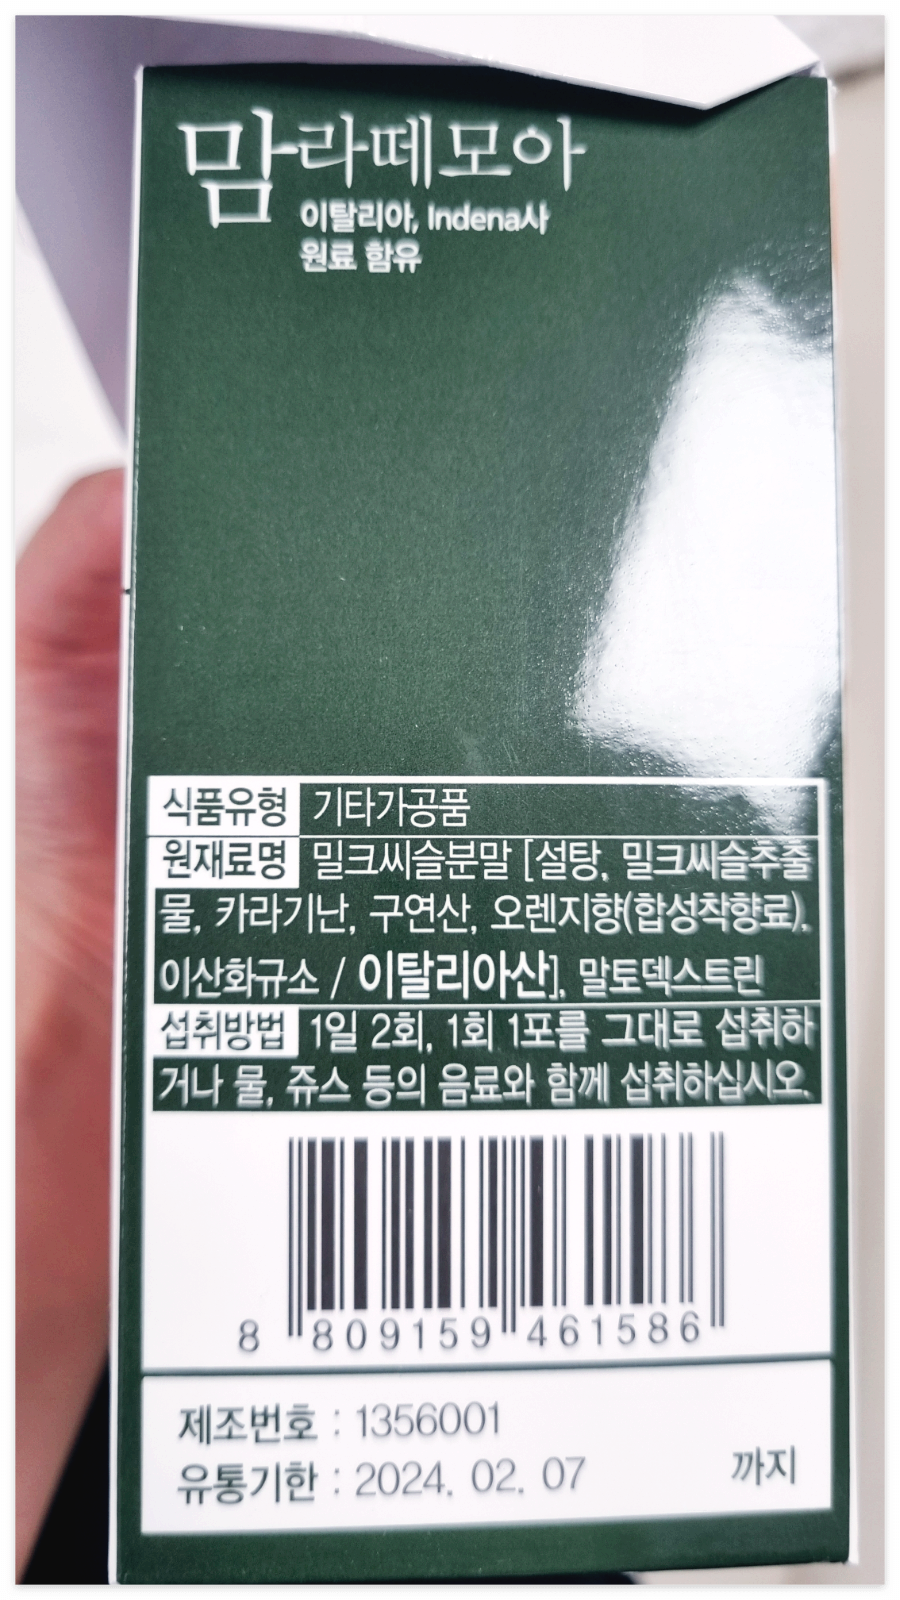 맘라떼모아
이탈리아, Indena사
원료 함유
식품유형 기타가공품
원재료명 밀크씨슬분말 [설탕, 밀크씨슬추출
물, 카라기난, 구연산, 오렌지향(합성착향료),
이산화규소 / 이탈리아산], 말토덱스트린
섭취방법 1일 2회, 1회 1포를 그대로 섭취하
거나 물, 쥬스 등의 음료와 함께 섭취하십시오.
8 809159 461586
제조번호 : 1356001
유통기한 : 2024. 02. 07 까지